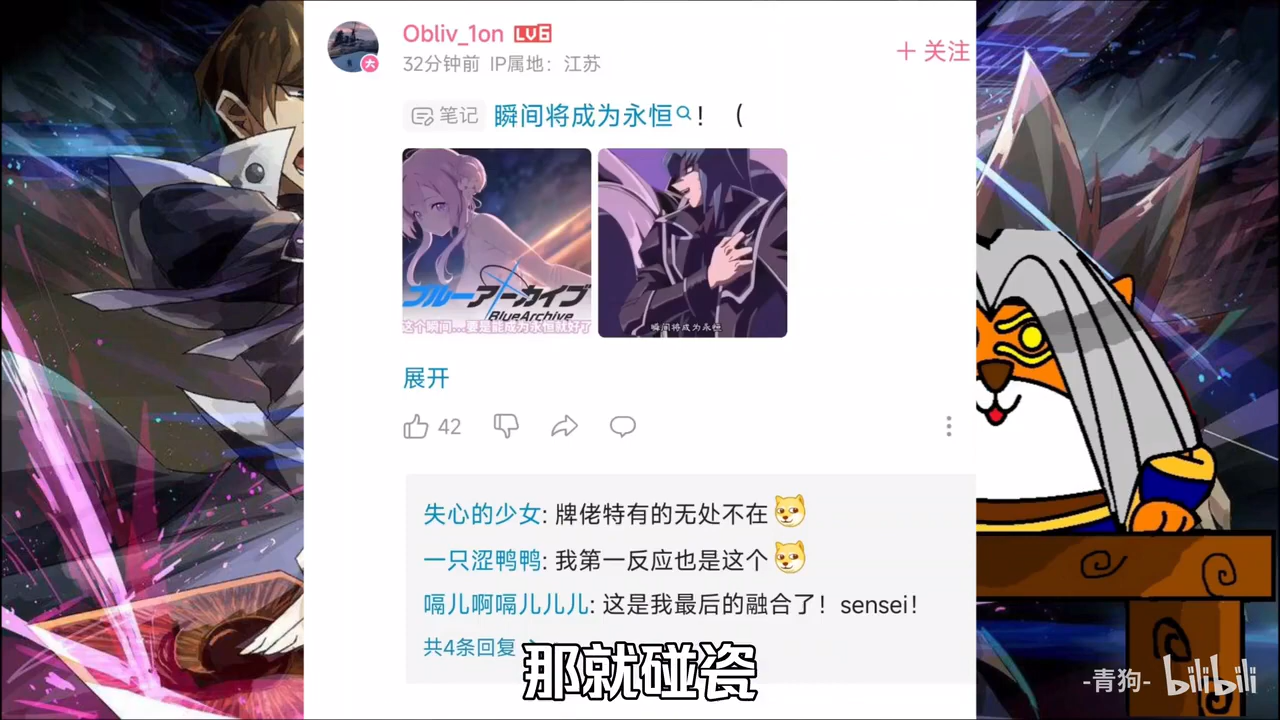 Obliv_1on LV6
32分钟前 IP属地：江苏
+ 关注
大
笔记 瞬间将成为永恒！（
ブルーアーカイブ
BlueArchive
这个瞬间...要是能成为永恒就好了
瞬间将成为永恒
展开
42
失心的少女: 牌佬特有的无处不在
一只涩鸭鸭: 我第一反应也是这个
嗝儿啊嗝儿儿儿: 这是我最后的融合了！sensei！
共4条回复
那就碰瓷
-青狗- bilibili